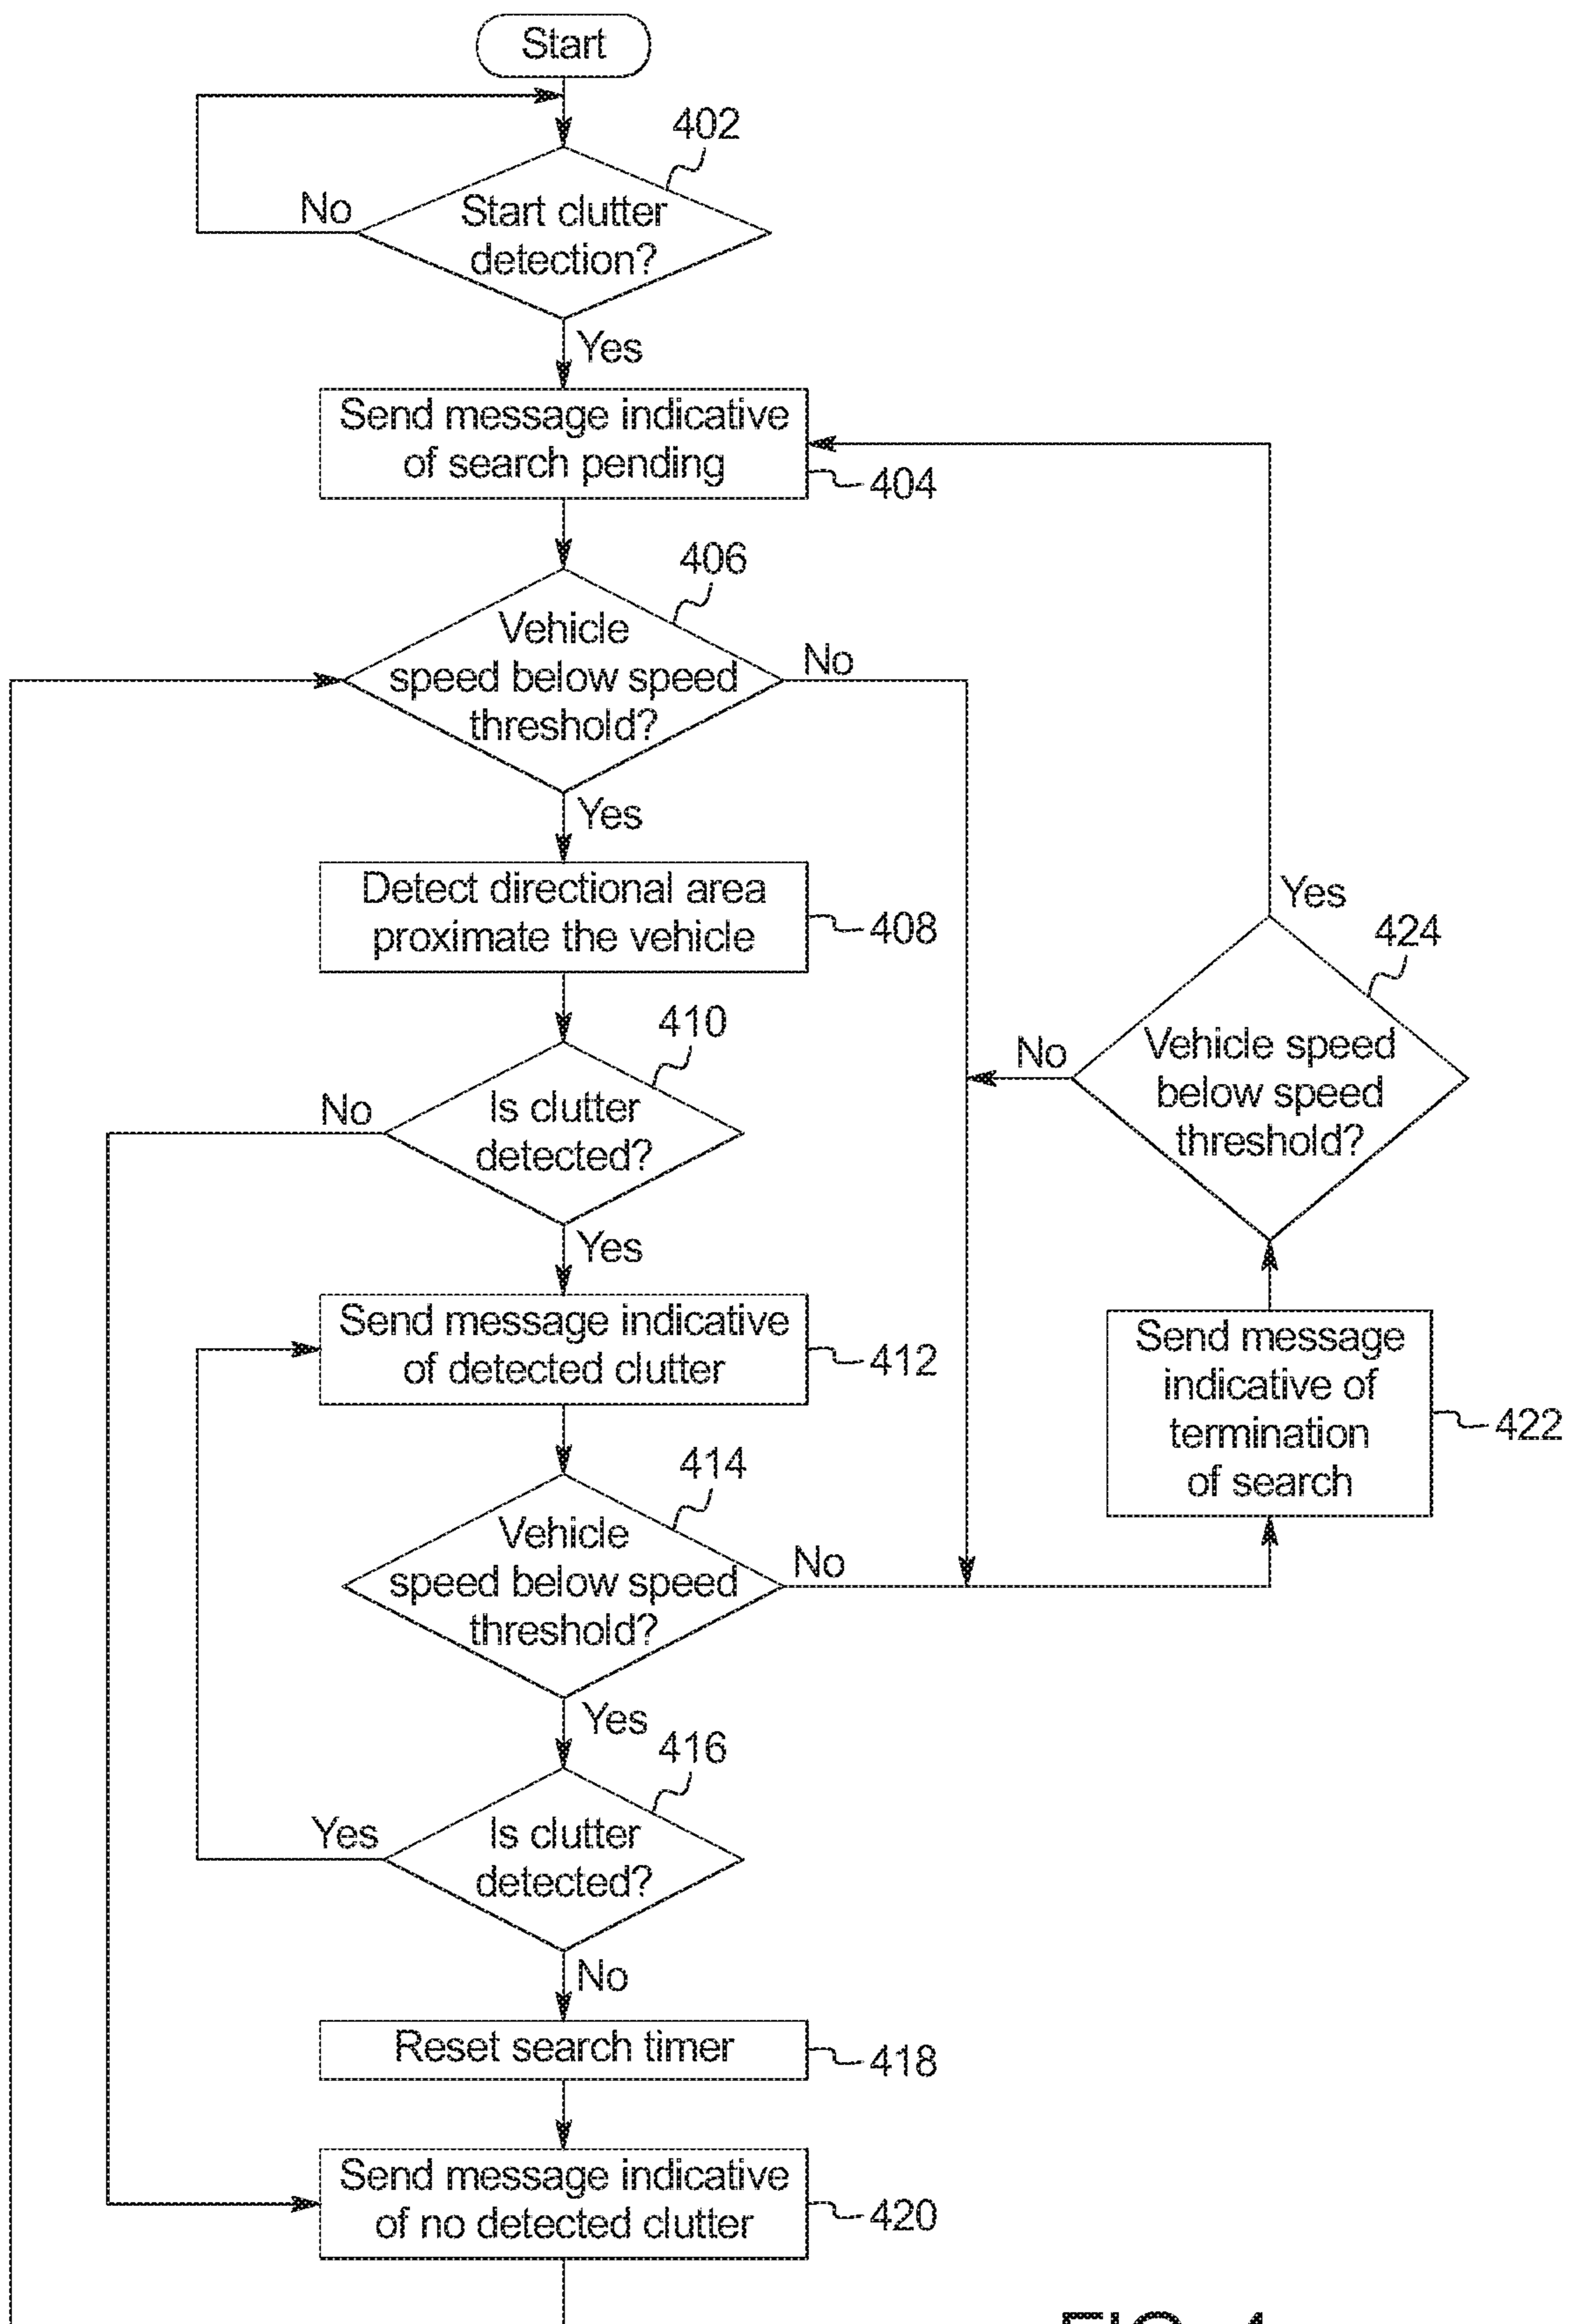 Start
402
No
Start clutter
detection?
Yes
Send message indicative
of search pending
404
406
Vehicle
speed below speed
threshold?
No
Yes
Detect directional area
proximate the vehicle
408
Yes
424
Vehicle speed
below speed
threshold?
No
410
No
Is clutter
detected?
Yes
Send message indicative
of detected clutter
412
Send message
indicative of
termination
of search
422
414
Vehicle
speed below speed
threshold?
No
Yes
416
Yes
Is clutter
detected?
No
Reset search timer
418
Send message indicative
of no detected clutter
420